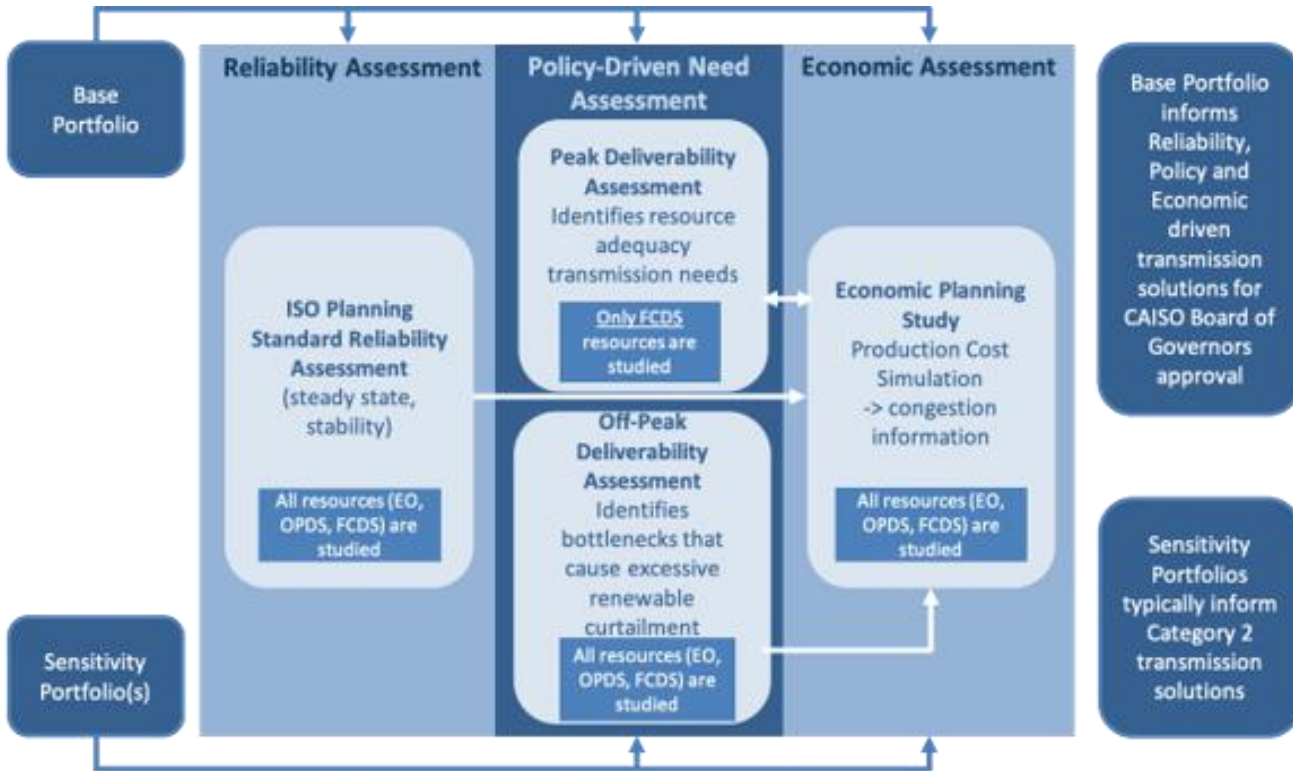 Base
Portfolio
Reliability Assessment
Policy-Driven Need
Assessment
Economic Assessment
Peak Deliverability
Assessment
Identifies resource
adequacy
transmission needs
Only FCDS
resources are
studied
ISO Planning
Standard Reliability
Assessment
(steady state,
stability)
All resources (EO,
OPDS, FCDS) are
studied
Off-Peak
Deliverability
Assessment
Identifies
bottlenecks that
cause excessive
renewable
curtailment
All resources (EO,
OPDS, FCDS) are
studied
Economic Planning
Study
Production Cost
Simulation
-> congestion
information
All resources (EO,
OPDS, FCDS) are
studied
Base Portfolio
informs
Reliability,
Policy and
Economic
driven
transmission
solutions for
CAISO Board of
Governors
approval
Sensitivity
Portfolio(s)
Sensitivity
Portfolios
typically inform
Category 2
transmission
solutions